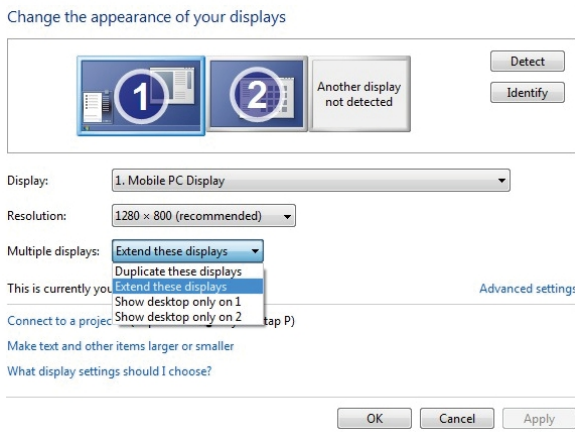 Change the appearance of your displays
1
2
Another display
not detected
Detect
Identify
Display: 1. Mobile PC Display
Resolution: 1280 × 800 (recommended)
Multiple displays: Extend these displays
Duplicate these displays
This is currently you Extend these displays Advanced settings
Show desktop only on 1
Connect to a projec Show desktop only on 2 tap P)
Make text and other items larger or smaller
What display settings should I choose?
OK Cancel Apply